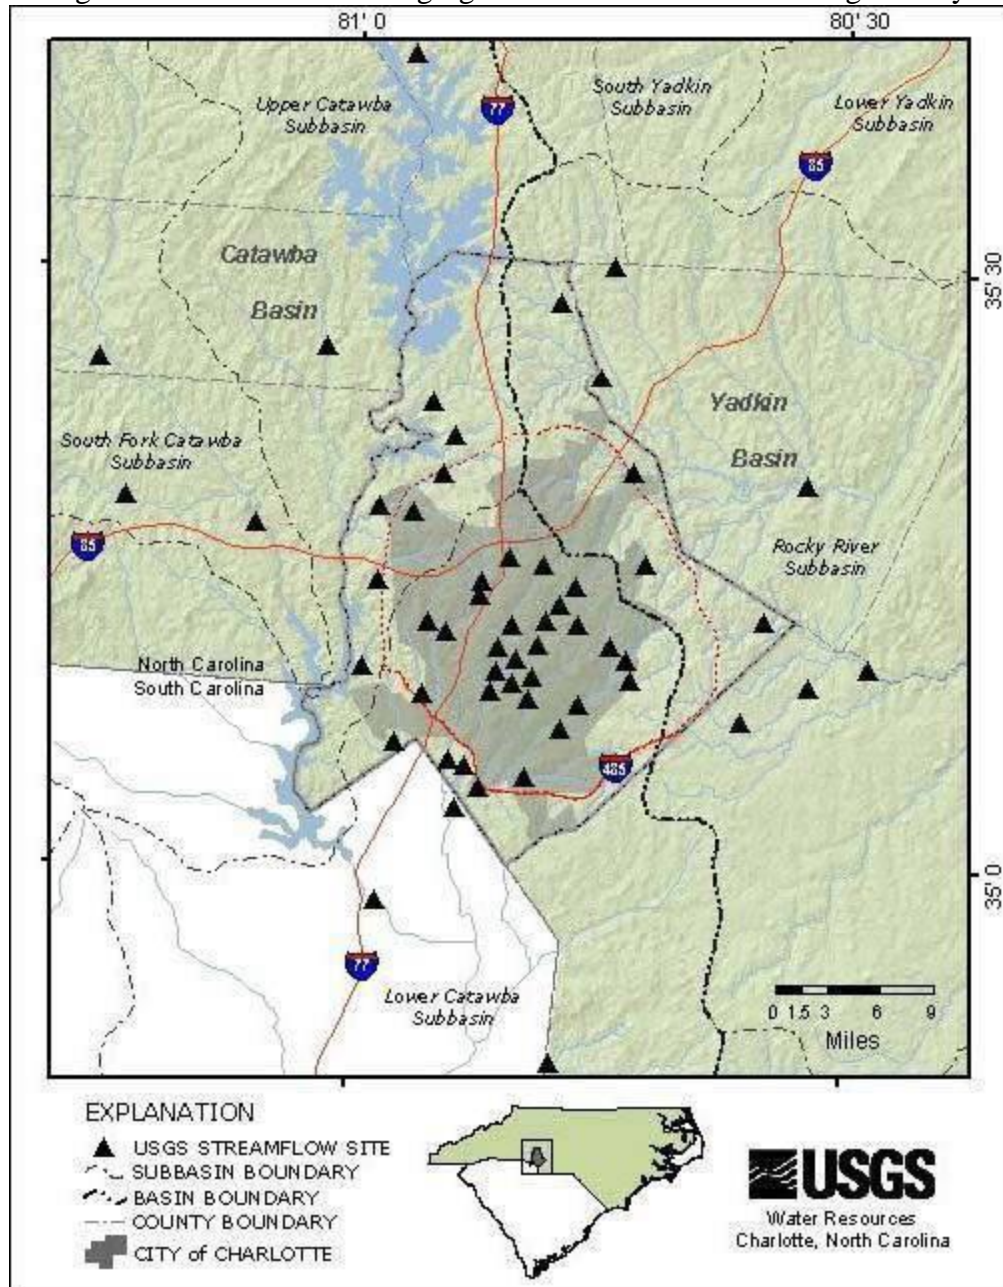 81' 0
80' 30
77
South Yadkin
Subbasin
Upper Catawba
Subbasin
Lower Yadkin
Subbasin
85
Catawba
Basin
35' 30
Yadkin
Basin
South Fork Catawba
Subbasin
85
Rocky River
Subbasin
North Carolina
South Carolina
485
35' 0
77
Lower Catawba
Subbasin
0 1.5 3 6 9
Miles
EXPLANATION
USGS STREAMFLOW SITE
SUBBASIN BOUNDARY
BASIN BOUNDARY
COUNTY BOUNDARY
CITY of CHARLOTTE
USGS
Water Resources
Charlotte, North Carolina